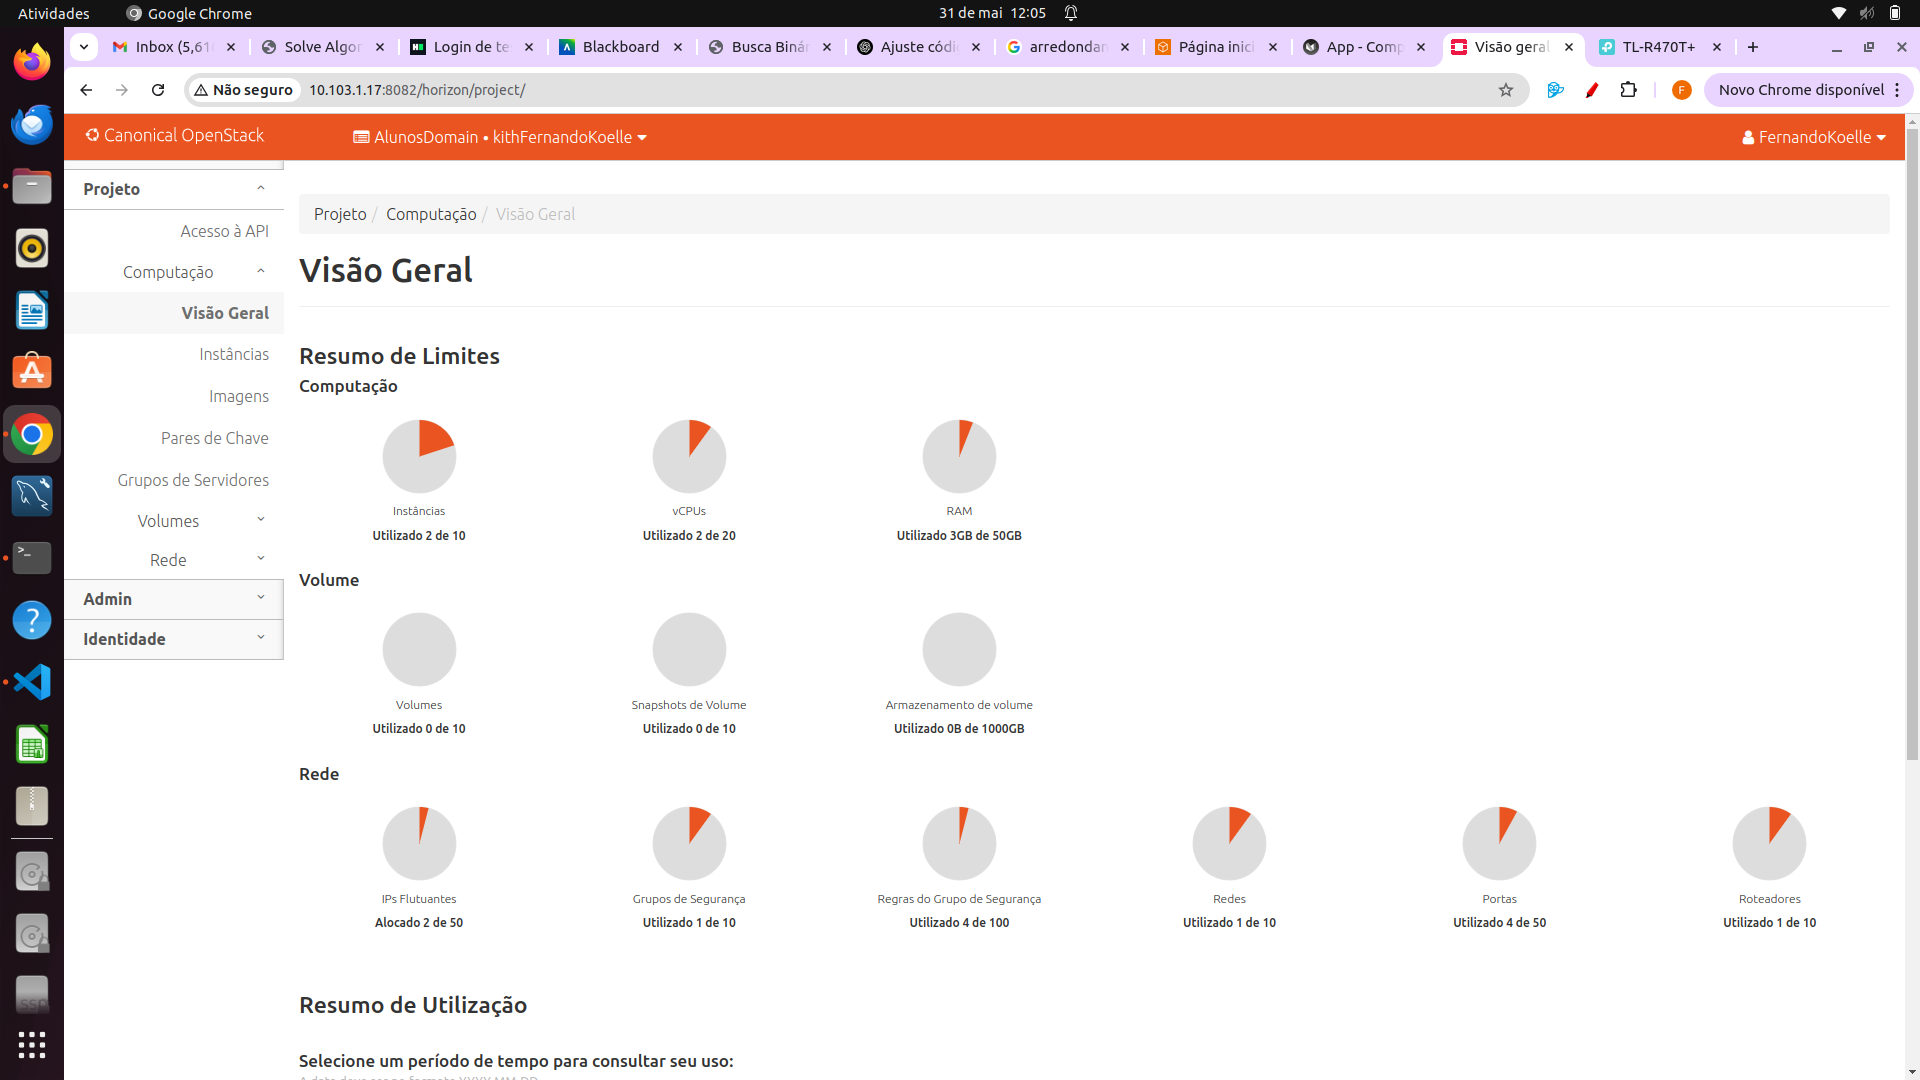 Atividades
Google Chrome
31 de mai 12:05
Inbox (5,61
Solve Algor
Login de te
Blackboard
Busca Binár
Ajuste códi
arredondar
Página inici
App - Comp
Visão geral
TL-R470T+
Não seguro
10.103.1.17:8082/horizon/project/
F
Novo Chrome disponível
Canonical OpenStack
AlunosDomain • kithFernandoKoelle
FernandoKoelle
Projeto
Acesso à API
Computação
Visão Geral
Instâncias
Imagens
Pares de Chave
Grupos de Servidores
Volumes
Rede
Admin
Identidade
Projeto / Computação / Visão Geral
Visão Geral
Resumo de Limites
Computação
Instâncias
Utilizado 2 de 10
vCPUs
Utilizado 2 de 20
RAM
Utilizado 3GB de 50GB
Volume
Volumes
Utilizado 0 de 10
Snapshots de Volume
Utilizado 0 de 10
Armazenamento de volume
Utilizado 0B de 1000GB
Rede
IPs Flutuantes
Alocado 2 de 50
Grupos de Segurança
Utilizado 1 de 10
Regras do Grupo de Segurança
Utilizado 4 de 100
Redes
Utilizado 1 de 10
Portas
Utilizado 4 de 50
Roteadores
Utilizado 1 de 10
Resumo de Utilização
Selecione um período de tempo para consultar seu uso: